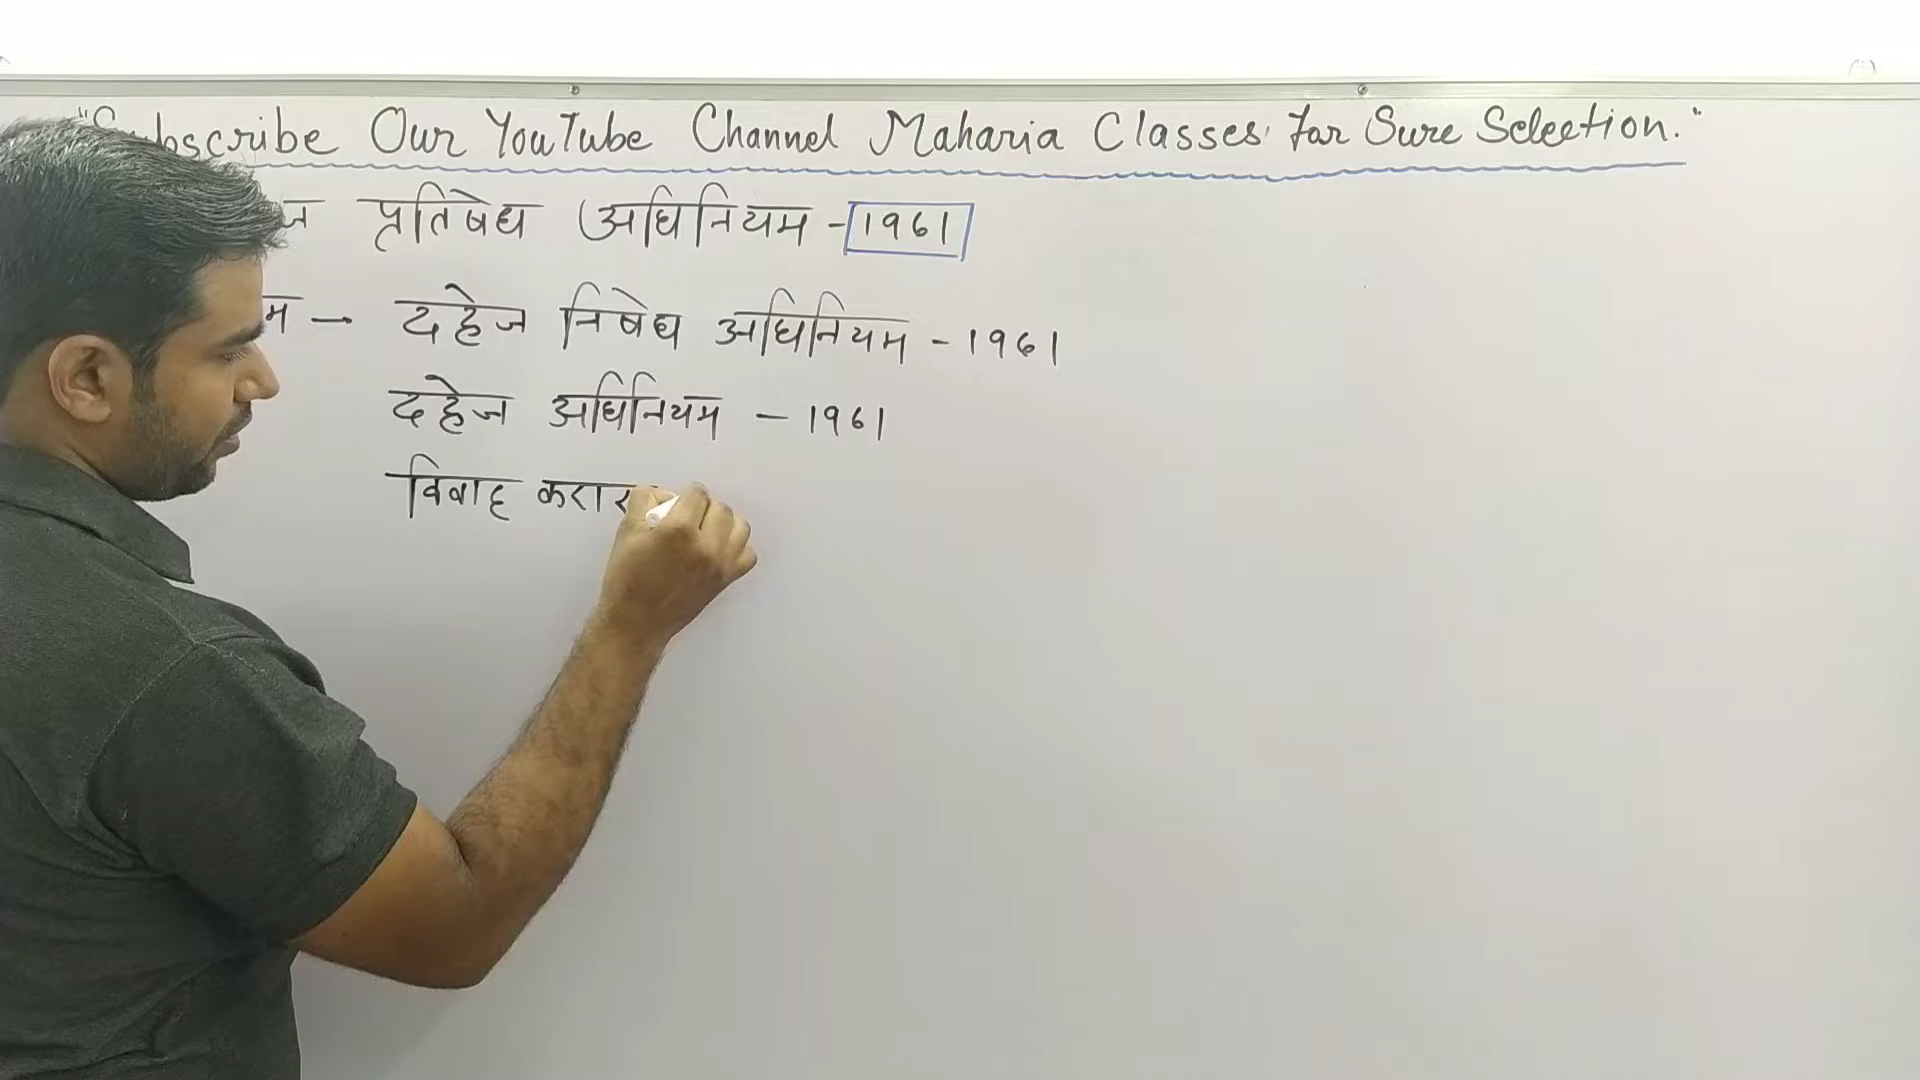 "Subscribe Our YouTube Channel Maharia Classes for Sure Selection."
प्रतिषेध अधिनियम - 1961
म - दहेज निषेध अधिनियम - 1961
दहेज अधिनियम - 1961
विवाह करार